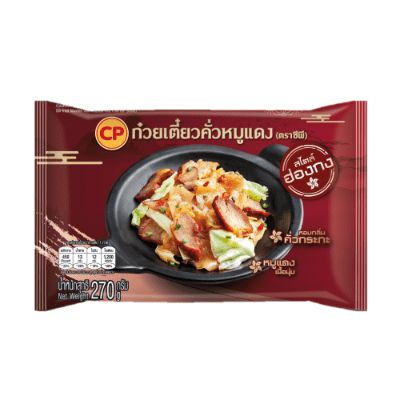 CP
ก๋วยเตี๋ยวคั่วหมูแดง (ตราซีพี)
สไตล์
ฮ่องกง
หอมกลิ่น
คั่วกระทะ
หมูแดง
เนื้อนุ่ม
น้ำหนักสุทธิ
Net Weight
270 กรัม
g